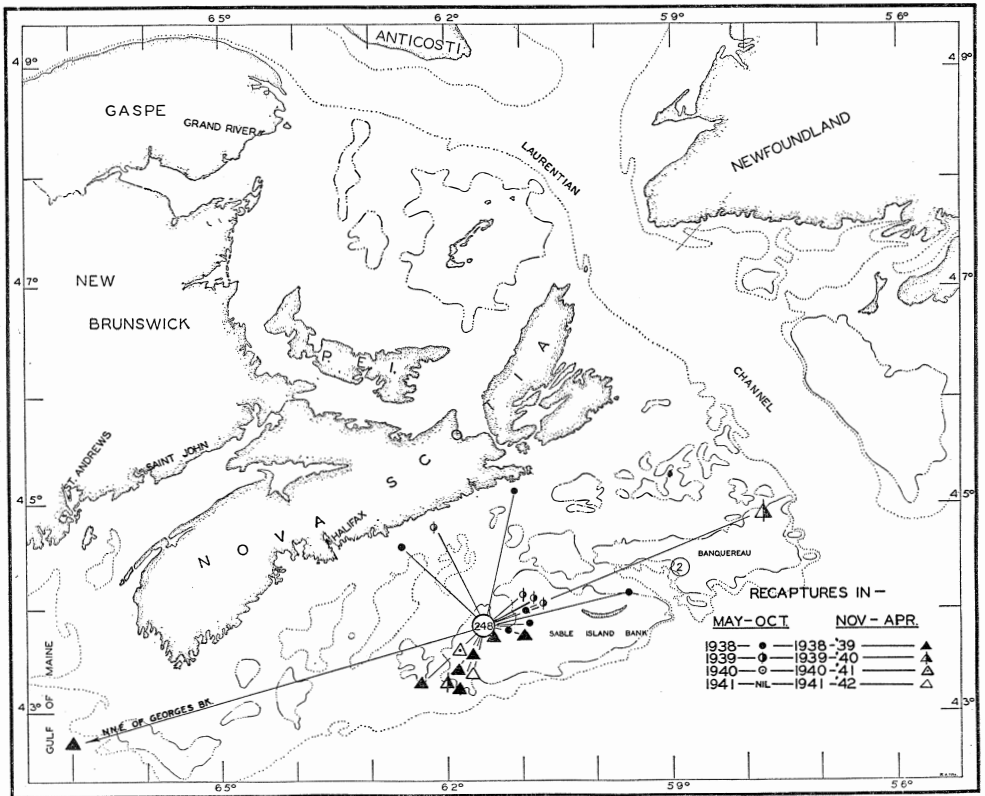 65° 62° 59° 56°
ANTICOSTI.
49° 49°
GASPE
GRAND RIVER
NEWFOUNDLAND
LAURENTIAN
47° 47°
NEW
BRUNSWICK
P. E. I.
CHANNEL
NOVA SCOTIA
ST. ANDREWS
SAINT JOHN
HALIFAX
45° 45°
BANQUEREAU
2
248
SABLE ISLAND BANK
RECAPTURES IN—
MAY-OCT. NOV-APR.
1938— 1938-'39
1939— 1939-'40
1940— 1940-'41
1941— NIL— 1941-'42
GULF OF MAINE
N.N.E. OF GEORGES BK.
43° 43°
65° 62° 59° 56°